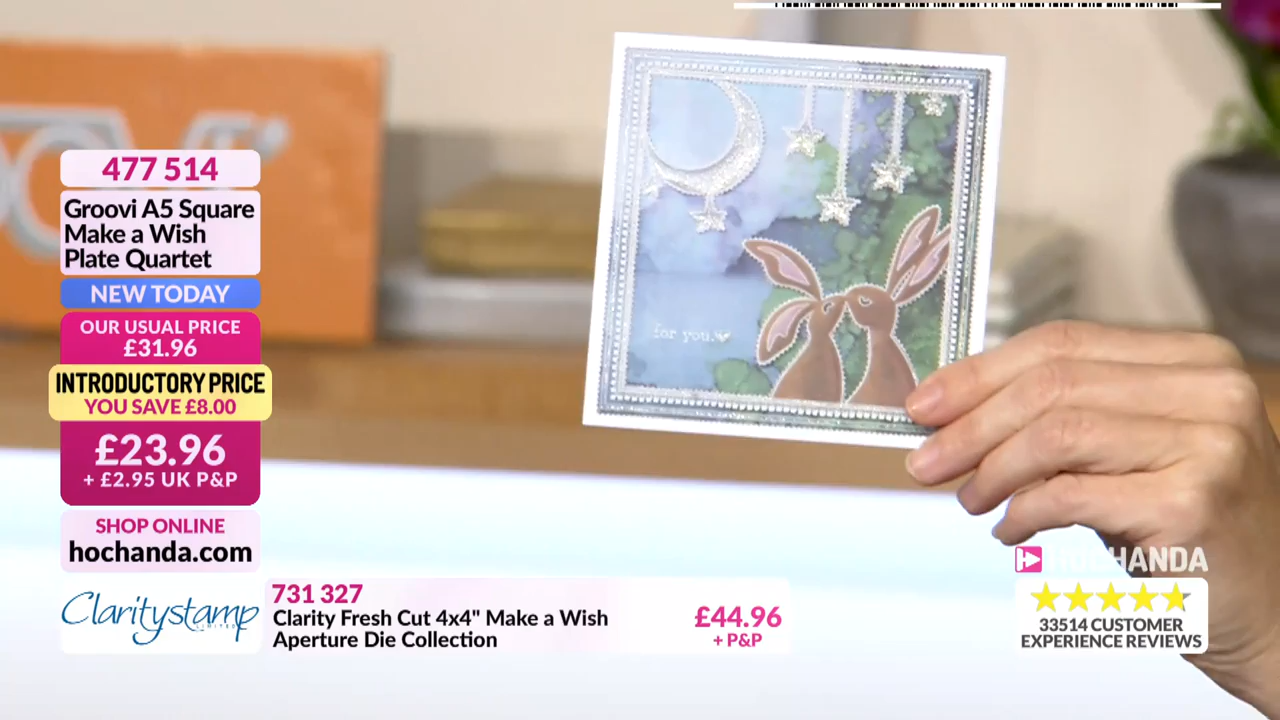 477 514
Groovi A5 Square
Make a Wish
Plate Quartet
NEW TODAY
OUR USUAL PRICE
£31.96
INTRODUCTORY PRICE
YOU SAVE £8.00
£23.96
+ £2.95 UK P&P
SHOP ONLINE
hochanda.com
for you.
Claritystamp
LIMITED
731 327
Clarity Fresh Cut 4x4" Make a Wish
Aperture Die Collection
£44.96
+ P&P
HOCHANDA
33514 CUSTOMER
EXPERIENCE REVIEWS